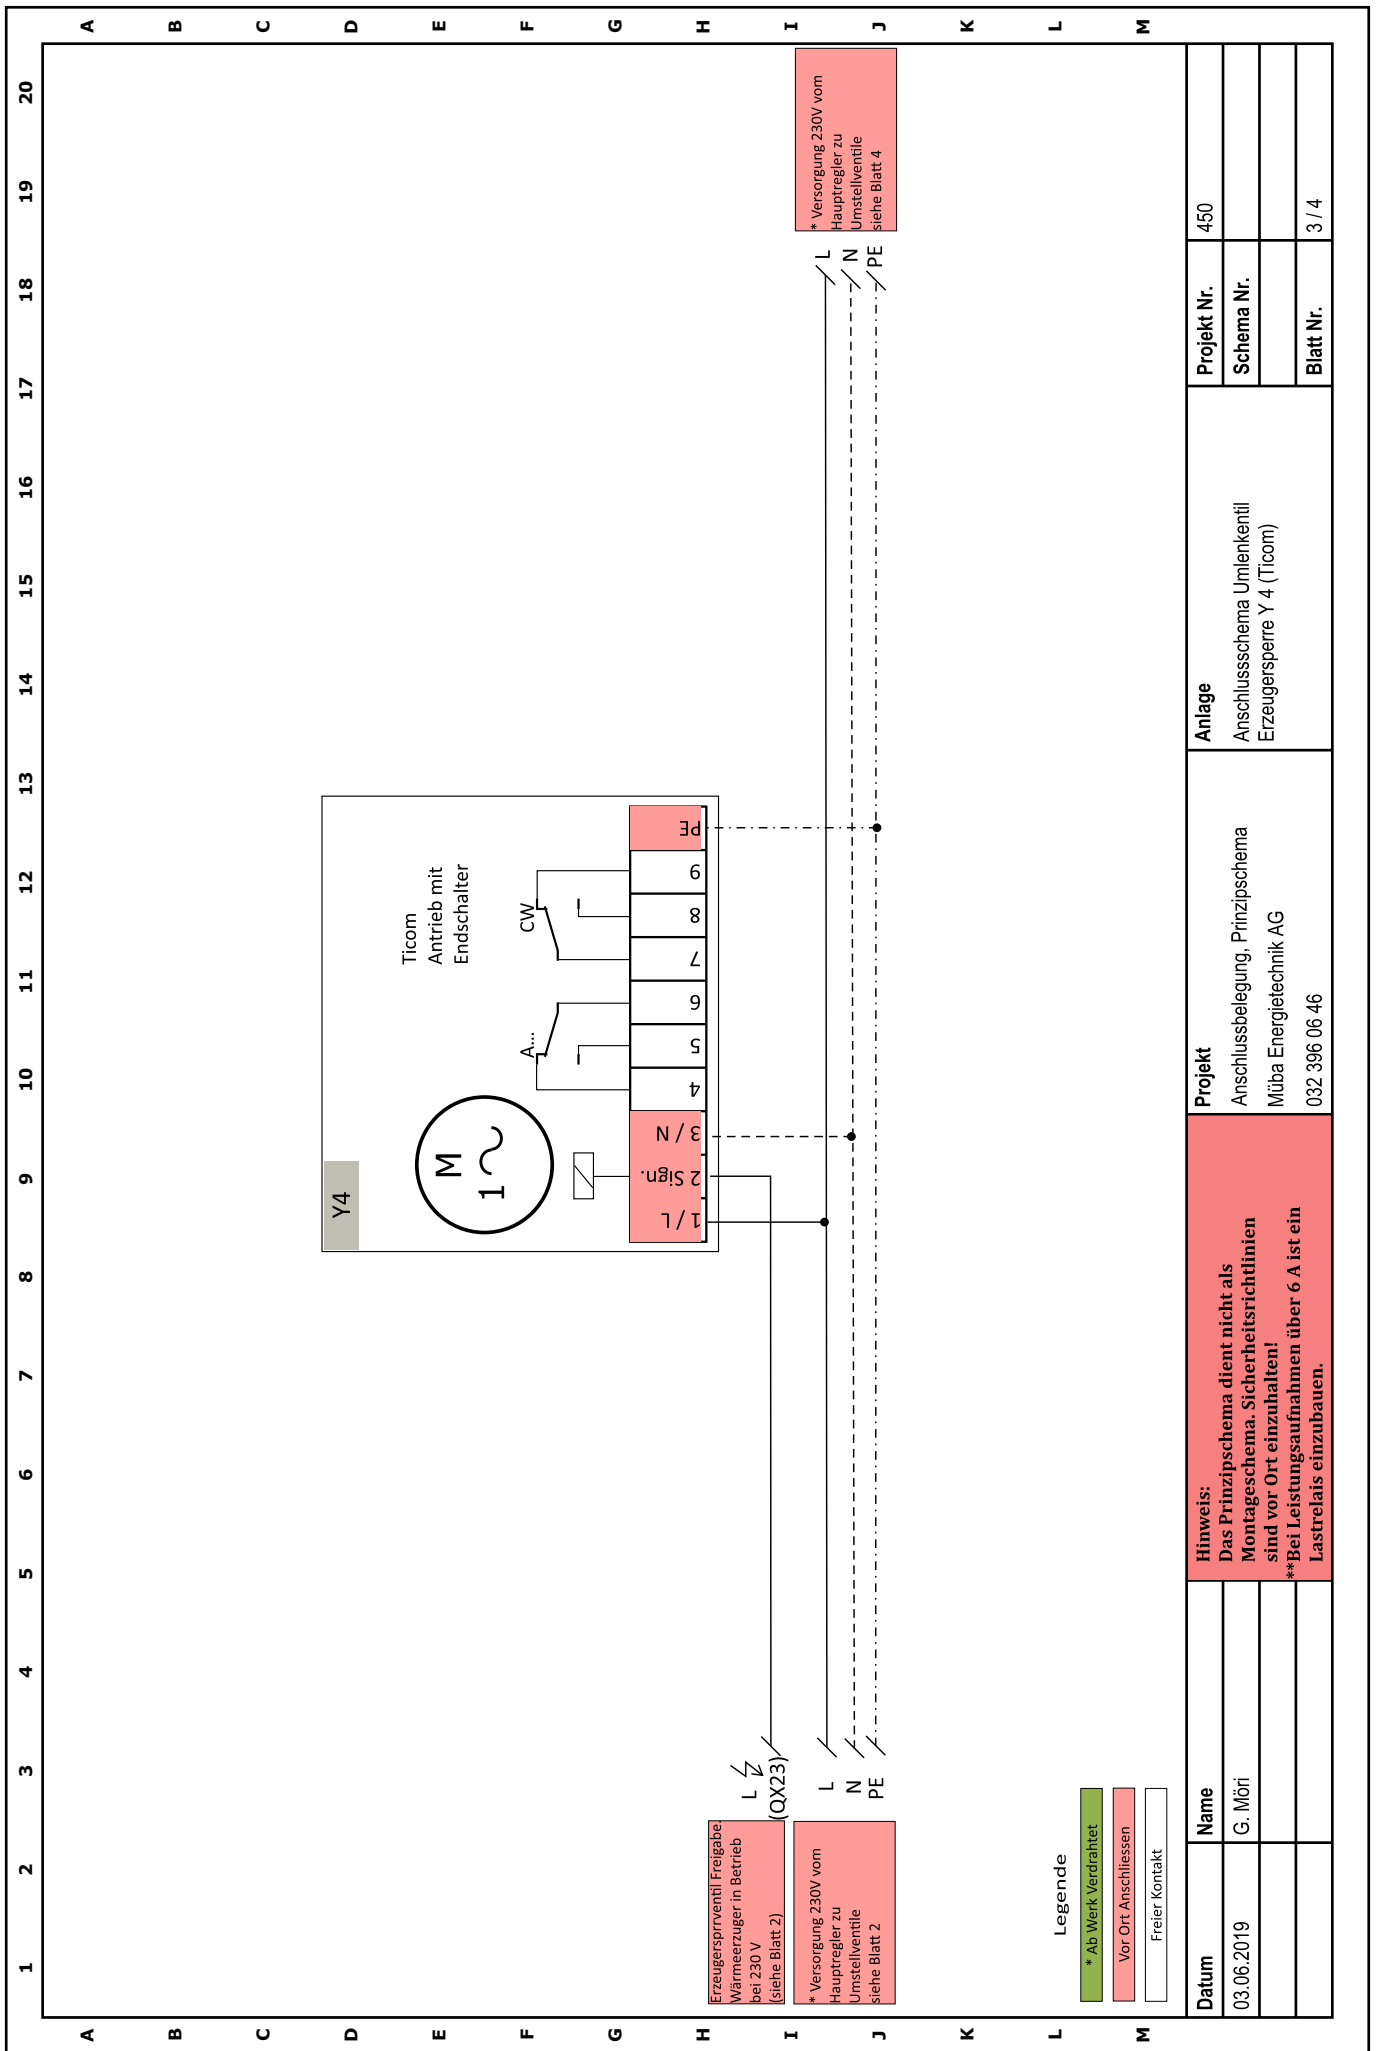 A
B
C
D
E
F
G
H
I
J
K
L
M
1
2
3
4
5
6
7
8
9
10
11
12
13
14
15
16
17
18
19
20
Y4
Ticom
Antrieb mit
Endschalter
M
1
A...
CW
1 / L
2 Sign.
3 / N
4
5
6
7
8
9
PE
Erzeugersprrventil Freigabe.
Wärmeerzuger in Betrieb
bei 230 V
(siehe Blatt 2)
L
(QX23)
* Versorgung 230V vom
Hauptregler zu
Umstellventile
siehe Blatt 2
L
N
PE
L
N
PE
* Versorgung 230V vom
Hauptregler zu
Umstellventile
siehe Blatt 4
Legende
* Ab Werk Verdrahtet
Vor Ort Anschliessen
Freier Kontakt
A
B
C
D
E
F
G
H
I
J
K
L
M
Datum
03.06.2019
Name
G. Möri
Hinweis:
Das Prinzipschema dient nicht als
Montageschema. Sicherheitsrichtlinien
sind vor Ort einzuhalten!
**Bei Leistungsaufnahmen über 6 A ist ein
Lastrelais einzubauen.
Projekt
Anschlussbelegung, Prinzipschema
Müba Energietechnik AG
032 396 06 46
Anlage
Anschlussschema Umlenkentil
Erzeugersperre Y 4 (Ticom)
Projekt Nr.
450
Schema Nr.
Blatt Nr.
3 / 4